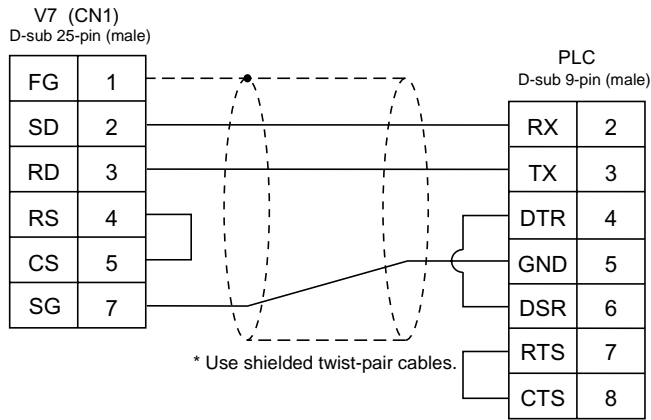 V7 (CN1)
D-sub 25-pin (male)
FG 1
SD 2
RD 3
RS 4
CS 5
SG 7
PLC
D-sub 9-pin (male)
RX 2
TX 3
DTR 4
GND 5
DSR 6
RTS 7
CTS 8
* Use shielded twist-pair cables.